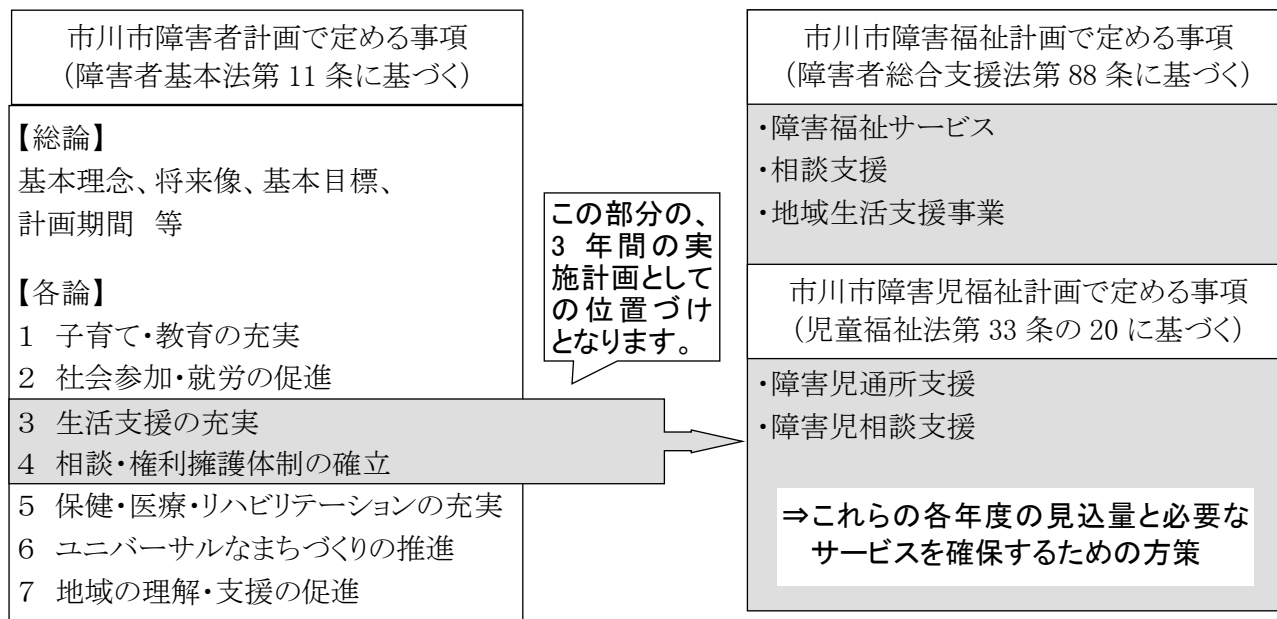 市川市障害者計画で定める事項
（障害者基本法第 11 条に基づく）
【総論】
基本理念、将来像、基本目標、
計画期間　等
【各論】
1　子育て・教育の充実
2　社会参加・就労の促進
3　生活支援の充実
4　相談・権利擁護体制の確立
5　保健・医療・リハビリテーションの充実
6　ユニバーサルなまちづくりの推進
7　地域の理解・支援の促進
この部分の、
3 年間の実
施計画として
の位置づけ
となります。
市川市障害福祉計画で定める事項
（障害者総合支援法第 88 条に基づく）
・障害福祉サービス
・相談支援
・地域生活支援事業
市川市障害児福祉計画で定める事項
（児童福祉法第 33 条の 20 に基づく）
・障害児通所支援
・障害児相談支援
⇒これらの各年度の見込量と必要な
サービスを確保するための方策